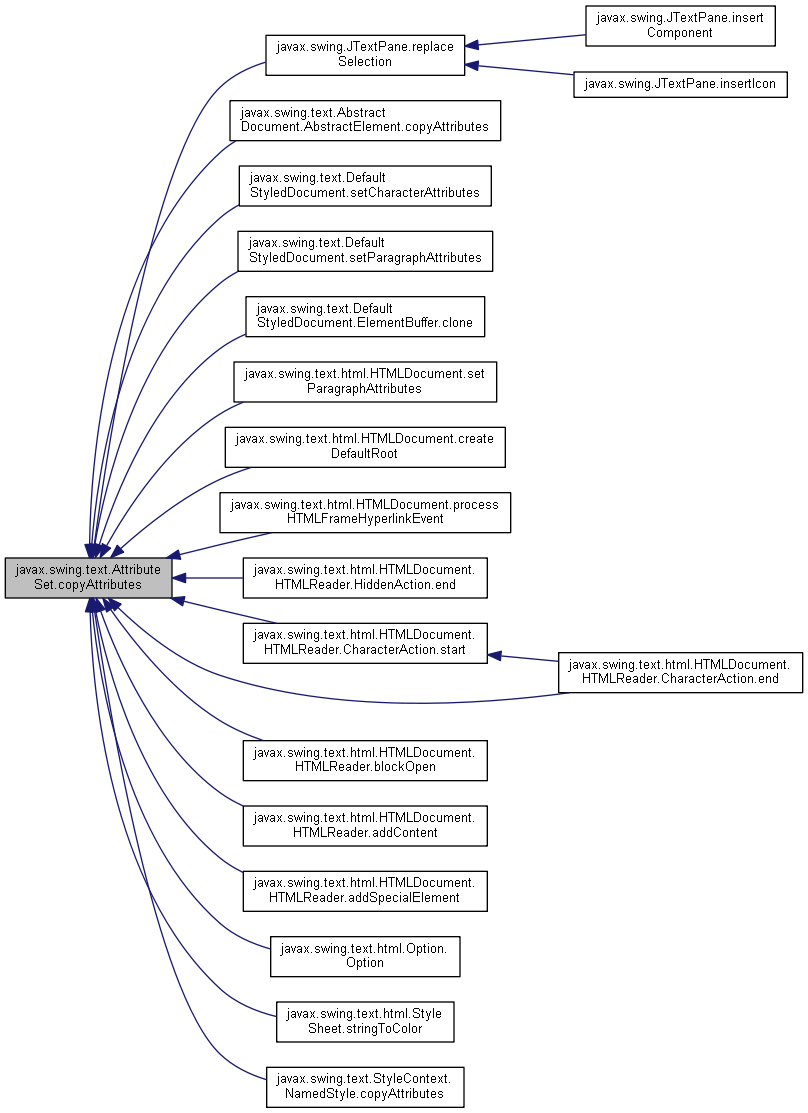 javax.swing.JTextPane.insert
Component
javax.swing.JTextPane.replace
Selection
javax.swing.JTextPane.insertIcon
javax.swing.text.Abstract
Document.AbstractElement.copyAttributes
javax.swing.text.Default
StyledDocument.setCharacterAttributes
javax.swing.text.Default
StyledDocument.setParagraphAttributes
javax.swing.text.Default
StyledDocument.ElementBuffer.clone
javax.swing.text.html.HTMLDocument.set
ParagraphAttributes
javax.swing.text.html.HTMLDocument.create
DefaultRoot
javax.swing.text.html.HTMLDocument.process
HTMLFrameHyperlinkEvent
javax.swing.text.Attribute
Set.copyAttributes
javax.swing.text.html.HTMLDocument.
HTMLReader.HiddenAction.end
javax.swing.text.html.HTMLDocument.
HTMLReader.CharacterAction.start
javax.swing.text.html.HTMLDocument.
HTMLReader.CharacterAction.end
javax.swing.text.html.HTMLDocument.
HTMLReader.blockOpen
javax.swing.text.html.HTMLDocument.
HTMLReader.addContent
javax.swing.text.html.HTMLDocument.
HTMLReader.addSpecialElement
javax.swing.text.html.Option.
Option
javax.swing.text.html.Style
Sheet.stringToColor
javax.swing.text.StyleContext.
NamedStyle.copyAttributes